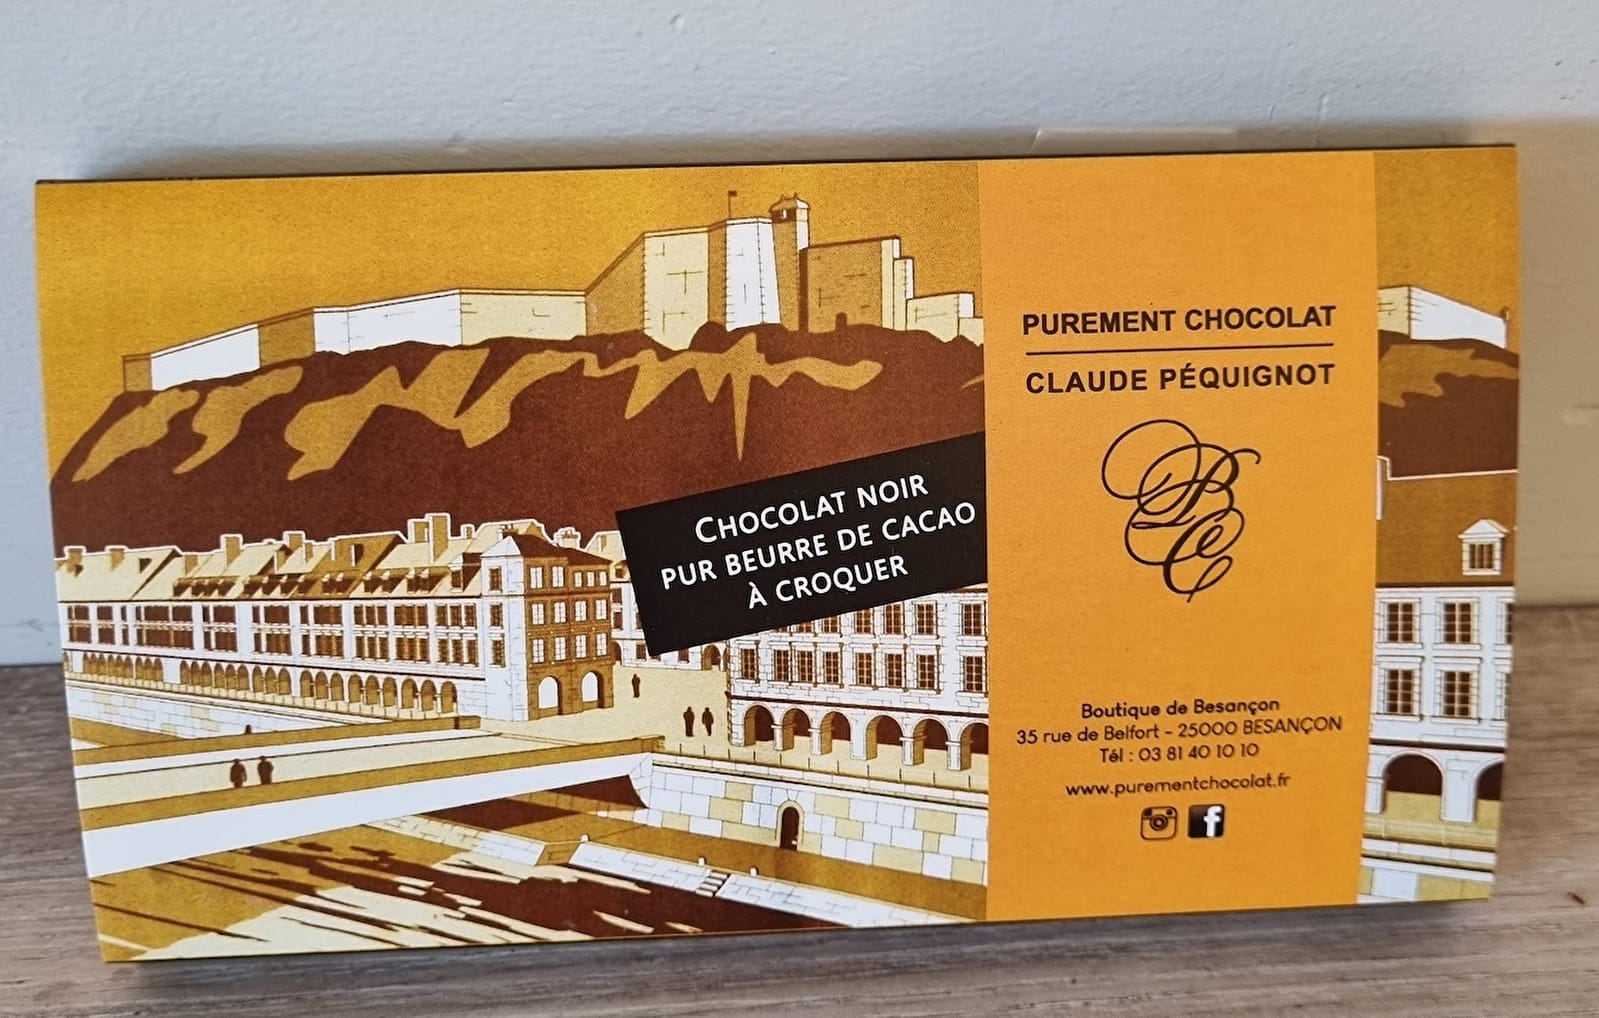 CHOCOLAT NOIR
PUR BEURRE DE CACAO
À CROQUER
PUREMENT CHOCOLAT
CLAUDE PÉQUIGNOT
Boutique de Besançon
35 rue de Belfort - 25000 BESANÇON
Tél : 03 81 40 10 10
www.purementchocolat.fr